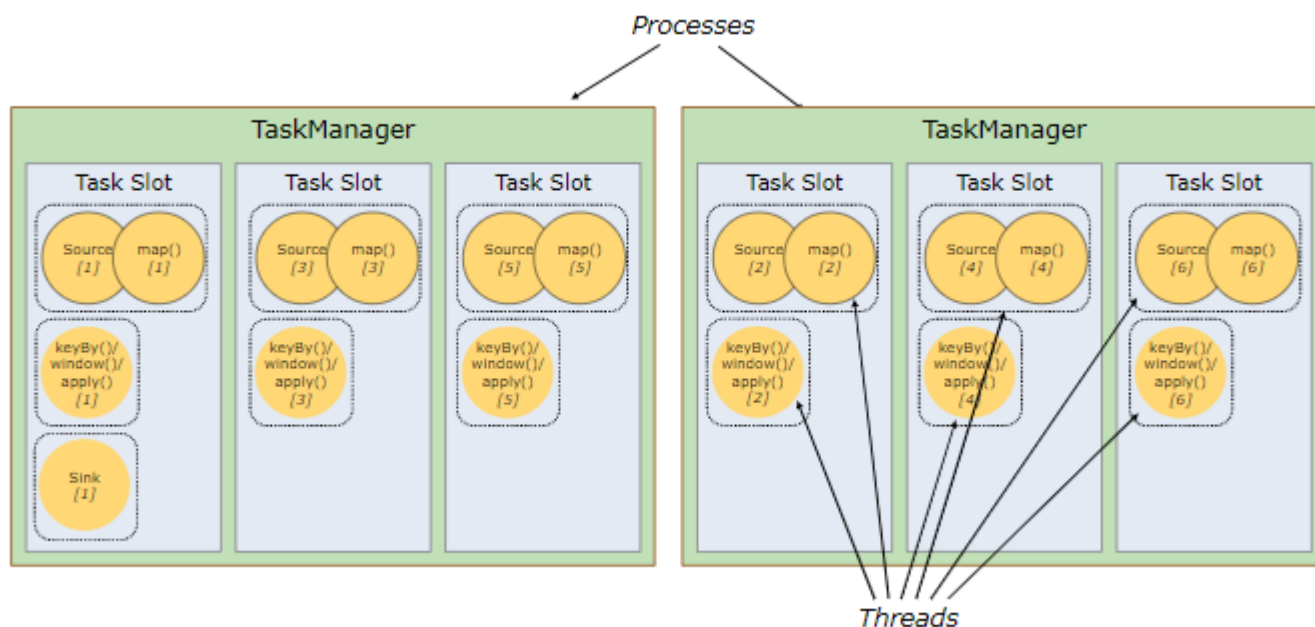 Processes
TaskManager
Task Slot
Source
[1]
map()
[1]
keyBy()/
window()/
apply()
[1]
Sink
[1]
Task Slot
Source
[3]
map()
[3]
keyBy()/
window()/
apply()
[3]
Task Slot
Source
[5]
map()
[5]
keyBy()/
window()/
apply()
[5]
TaskManager
Task Slot
Source
[2]
map()
[2]
keyBy()/
window()/
apply()
[2]
Task Slot
Source
[4]
map()
[4]
keyBy()/
window()/
apply()
[4]
Task Slot
Source
[6]
map()
[6]
keyBy()/
window()/
apply()
[6]
Threads